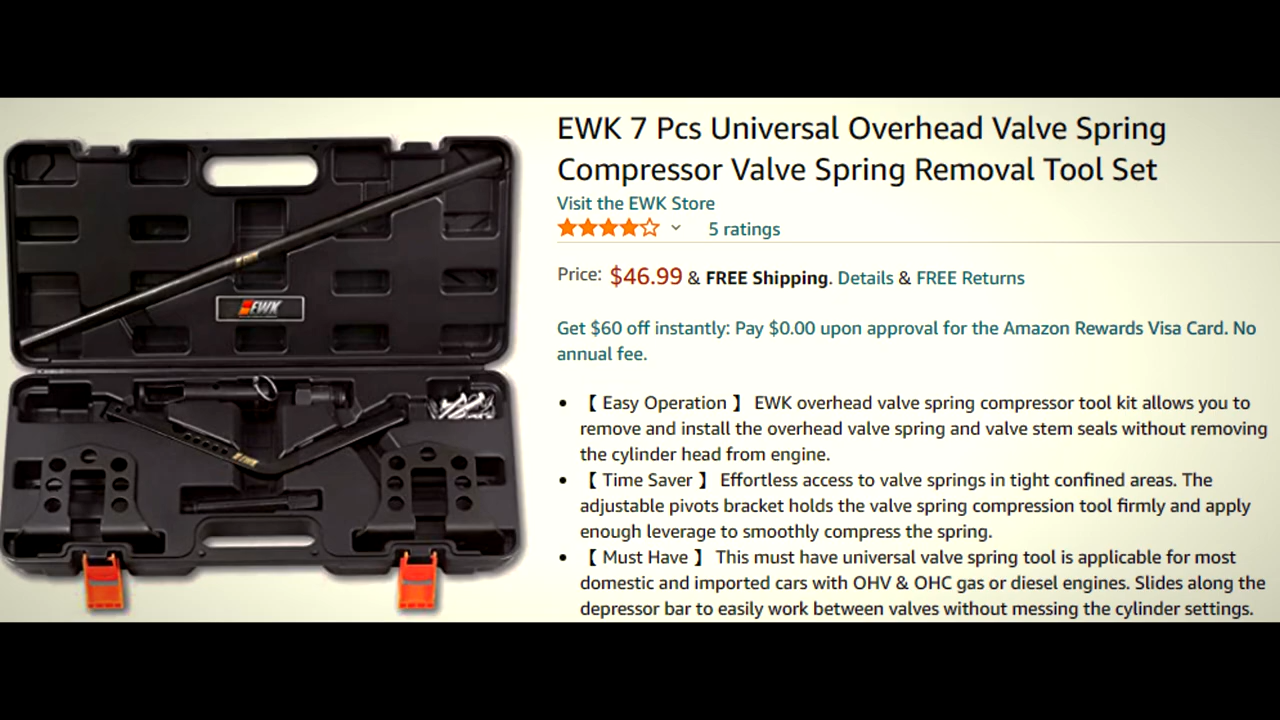 EWK 7 Pcs Universal Overhead Valve Spring
Compressor Valve Spring Removal Tool Set
Visit the EWK Store
5 ratings
Price: $46.99 & FREE Shipping. Details & FREE Returns
Get $60 off instantly: Pay $0.00 upon approval for the Amazon Rewards Visa Card. No
annual fee.
• 【 Easy Operation 】 EWK overhead valve spring compressor tool kit allows you to
remove and install the overhead valve spring and valve stem seals without removing
the cylinder head from engine.
• 【 Time Saver 】 Effortless access to valve springs in tight confined areas. The
adjustable pivots bracket holds the valve spring compression tool firmly and apply
enough leverage to smoothly compress the spring.
• 【 Must Have 】 This must have universal valve spring tool is applicable for most
domestic and imported cars with OHV & OHC gas or diesel engines. Slides along the
depressor bar to easily work between valves without messing the cylinder settings.
EWK
EWK